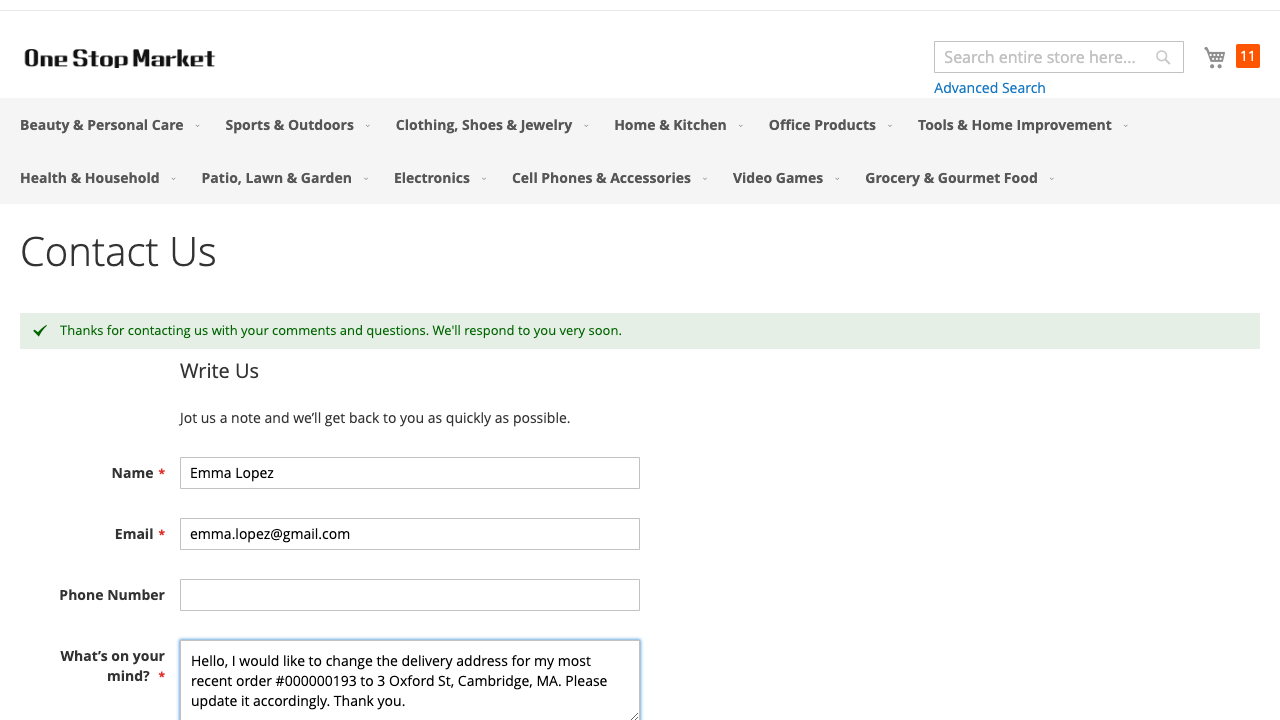 One Stop Market
Search entire store here...
11
Advanced Search
Beauty & Personal Care Sports & Outdoors Clothing, Shoes & Jewelry Home & Kitchen Office Products Tools & Home Improvement
Health & Household Patio, Lawn & Garden Electronics Cell Phones & Accessories Video Games Grocery & Gourmet Food
Contact Us
Thanks for contacting us with your comments and questions. We'll respond to you very soon.
Write Us
Jot us a note and we’ll get back to you as quickly as possible.
Name * Emma Lopez
Email * emma.lopez@gmail.com
Phone Number
What’s on your mind? *
Hello, I would like to change the delivery address for my most
recent order #000000193 to 3 Oxford St, Cambridge, MA. Please
update it accordingly. Thank you.